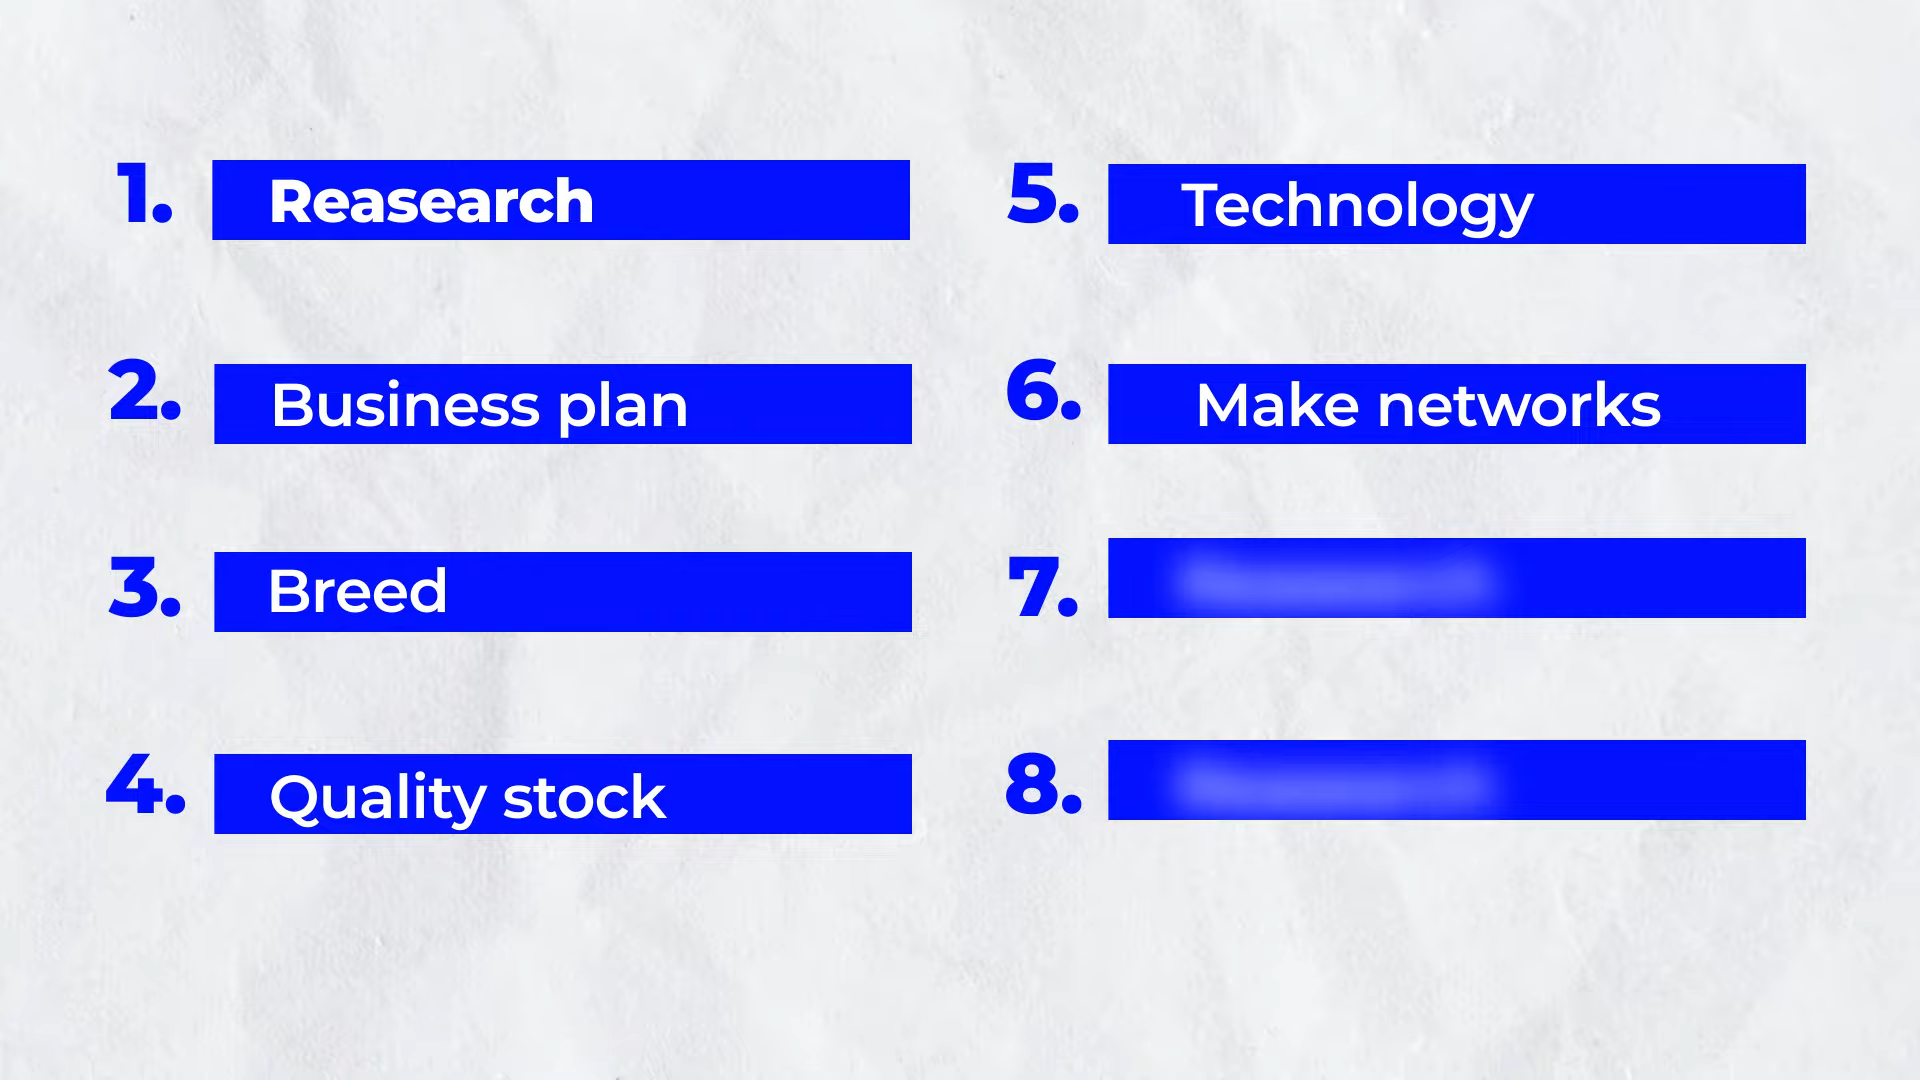 1. Reasearch
2. Business plan
3. Breed
4. Quality stock
5. Technology
6. Make networks
7.
8.